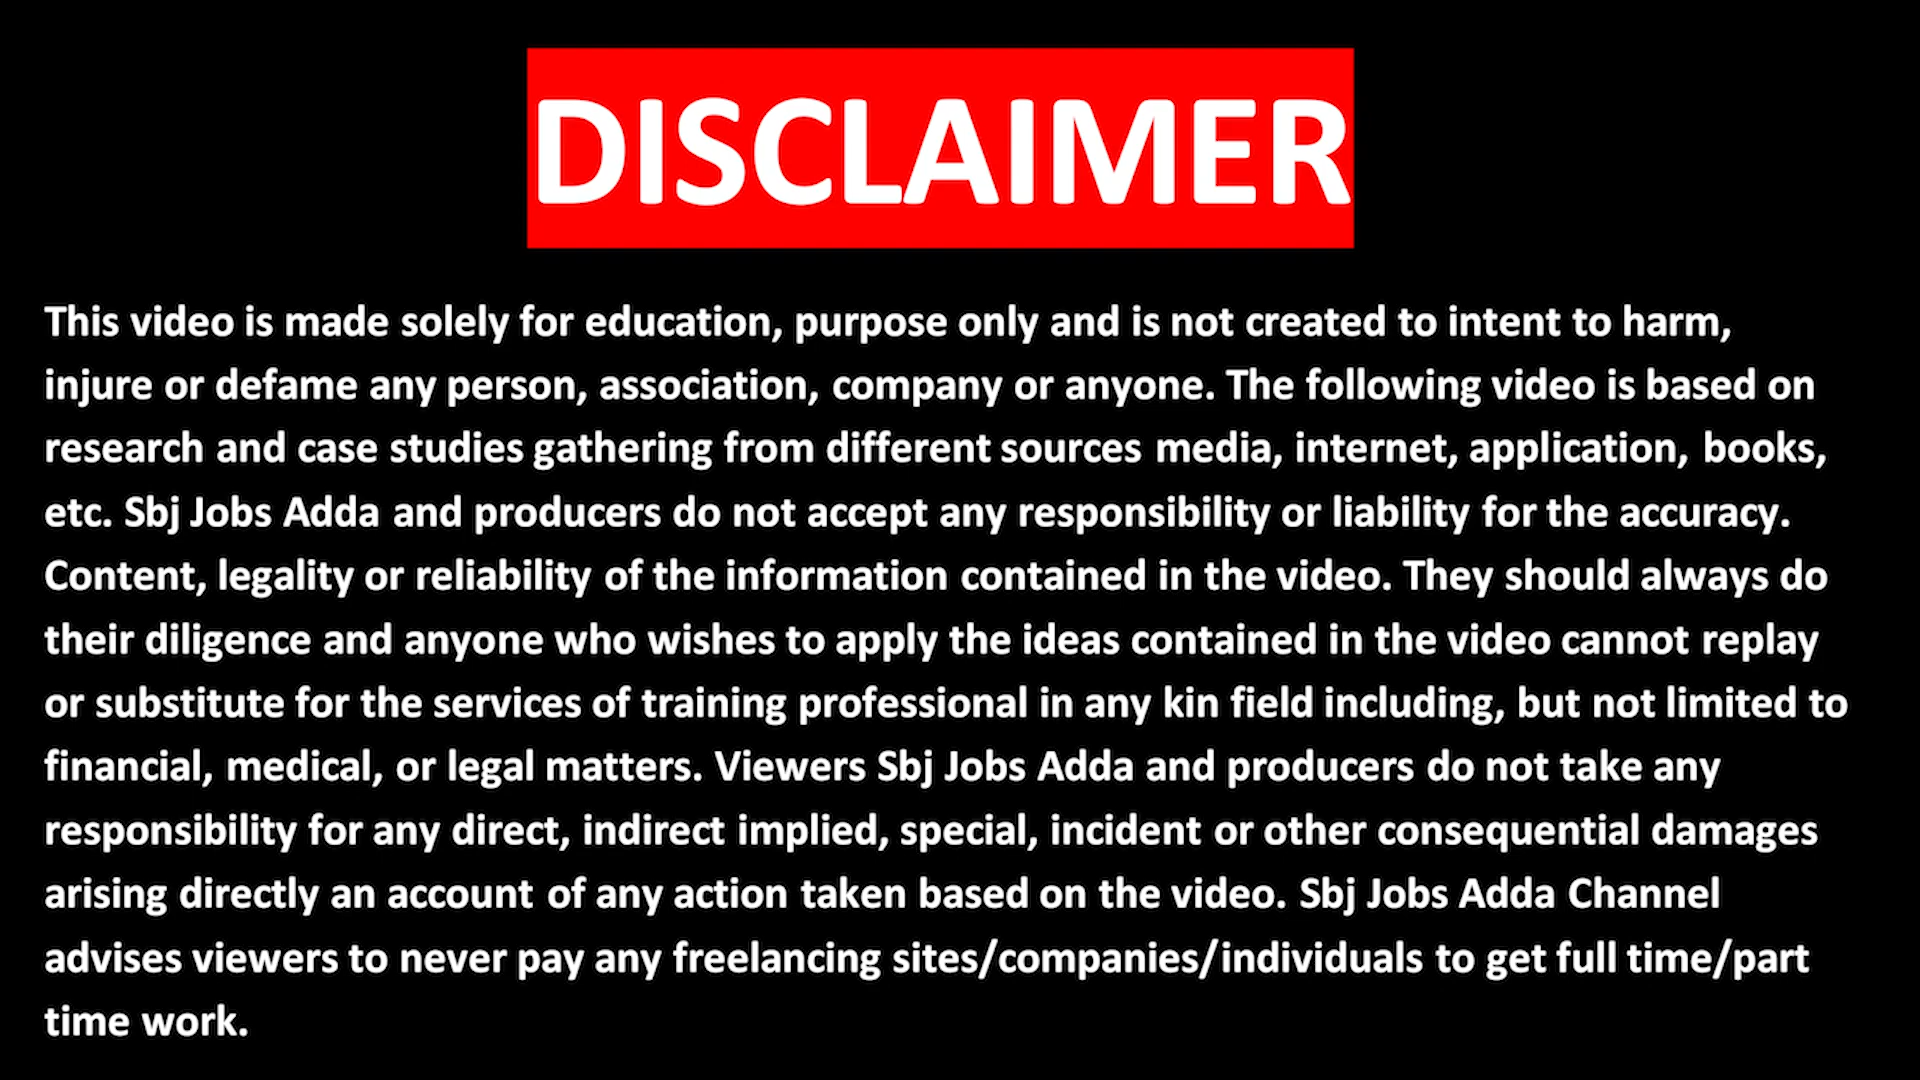 DISCLAIMER
This video is made solely for education, purpose only and is not created to intent to harm,
injure or defame any person, association, company or anyone. The following video is based on
research and case studies gathering from different sources media, internet, application, books,
etc. Sbj Jobs Adda and producers do not accept any responsibility or liability for the accuracy.
Content, legality or reliability of the information contained in the video. They should always do
their diligence and anyone who wishes to apply the ideas contained in the video cannot replay
or substitute for the services of training professional in any kin field including, but not limited to
financial, medical, or legal matters. Viewers Sbj Jobs Adda and producers do not take any
responsibility for any direct, indirect implied, special, incident or other consequential damages
arising directly an account of any action taken based on the video. Sbj Jobs Adda Channel
advises viewers to never pay any freelancing sites/companies/individuals to get full time/part
time work.